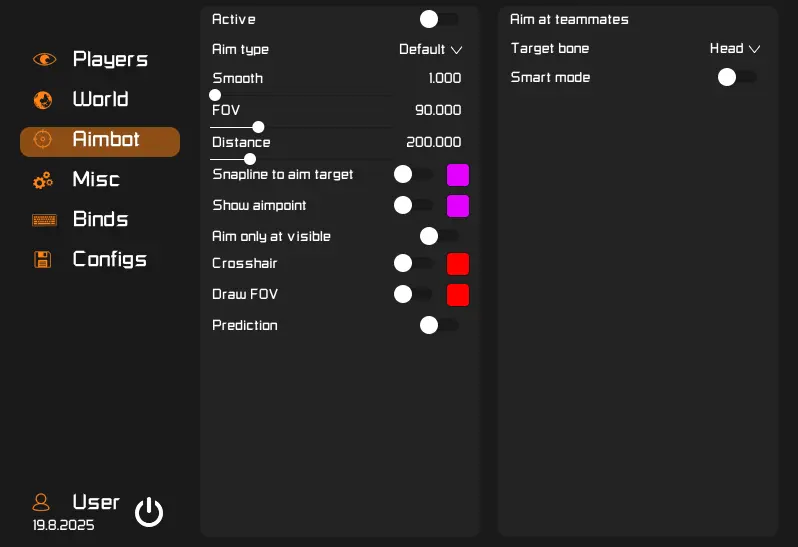 Players
World
Aimbot
Misc
Binds
Configs
User
19.8.2025
Active
Aim type Default
Smooth 1.000
FOV 90.000
Distance 200.000
Snapline to aim target
Show aimpoint
Aim only at visible
Crosshair
Draw FOV
Prediction
Aim at teammates
Target bone Head
Smart mode